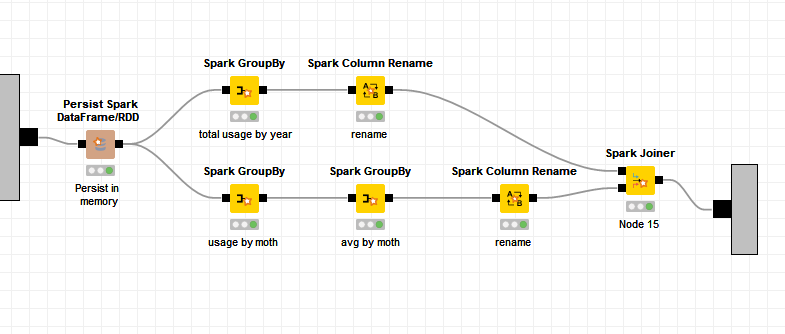 Spark GroupBy
Spark Column Rename
total usage by year
rename
Persist Spark
DataFrame/RDD
Persist in
memory
Spark GroupBy
Spark GroupBy
Spark Column Rename
usage by moth
avg by moth
rename
Spark Joiner
Node 15